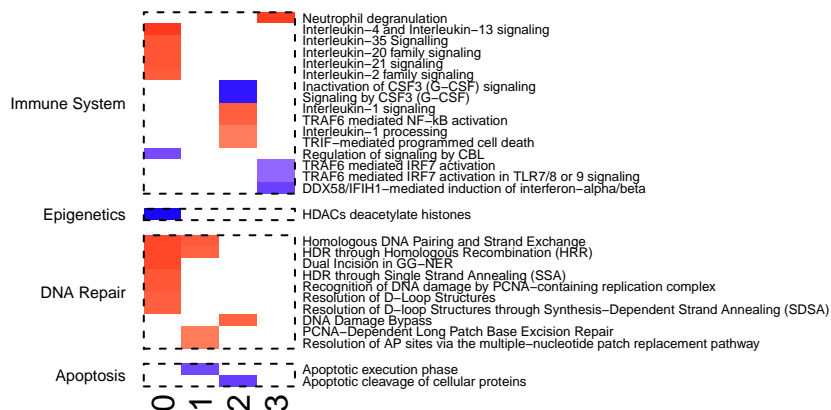 Neutrophil degranulation
Interleukin−4 and Interleukin−13 signaling
Interleukin−35 Signalling
Interleukin−20 family signaling
Interleukin−21 signaling
Interleukin−2 family signaling
Inactivation of CSF3 (G−CSF) signaling
Signaling by CSF3 (G−CSF)
Immune System
Interleukin−1 signaling
TRAF6 mediated NF−kB activation
Interleukin−1 processing
TRIF−mediated programmed cell death
Regulation of signaling by CBL
TRAF6 mediated IRF7 activation
TRAF6 mediated IRF7 activation in TLR7/8 or 9 signaling
DDX58/IFIH1−mediated induction of interferon−alpha/beta
Epigenetics
HDACs deacetylate histones
Homologous DNA Pairing and Strand Exchange
HDR through Homologous Recombination (HRR)
Dual Incision in GG−NER
HDR through Single Strand Annealing (SSA)
Recognition of DNA damage by PCNA−containing replication complex
DNA Repair
Resolution of D−Loop Structures
Resolution of D−loop Structures through Synthesis−Dependent Strand Annealing (SDSA)
DNA Damage Bypass
PCNA−Dependent Long Patch Base Excision Repair
Resolution of AP sites via the multiple−nucleotide patch replacement pathway
Apoptosis
Apoptotic execution phase
Apoptotic cleavage of cellular proteins
0 1 2 3